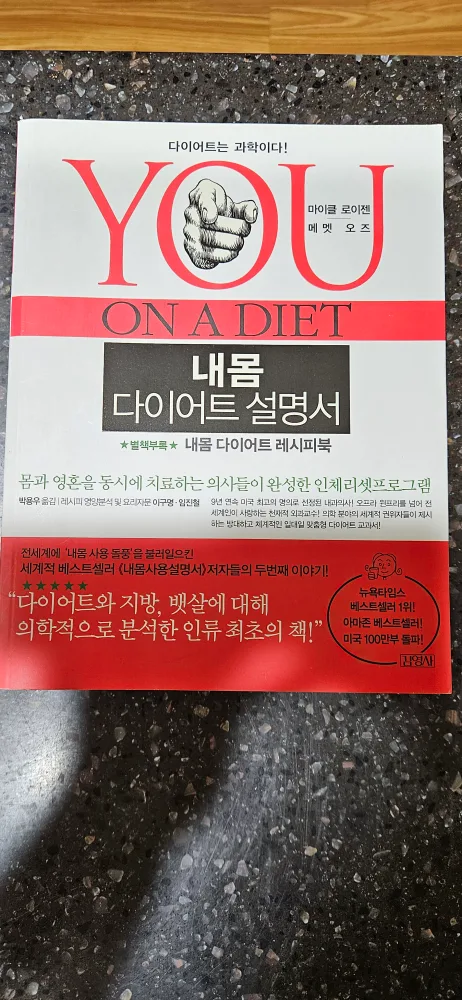 다이어트는 과학이다!
YOU
마이클 로이젠
메멧 오즈
ON A DIET
내몸
다이어트 설명서
★별책부록★ 내몸 다이어트 레시피북
몸과 영혼을 동시에 치료하는 의사들이 완성한 인체리셋프로그램
박용우 옮김 | 레시피 영양분석 및 요리자문 이구명·임진철
9년 연속 미국 최고의 명의로 선정된 내과의사! 오프라 윈프리를 넘어 전
세계인이 사랑하는 천재적 외과교수! 의학 분야의 세계적 권위자들이 제시
하는 방대하고 체계적인 일대일 맞춤형 다이어트 교과서!
전세계에 '내몸 사용 돌풍'을 불러일으킨
세계적 베스트셀러 〈내몸사용설명서〉 저자들의 두번째 이야기!
★★★★★
“다이어트와 지방, 뱃살에 대해
의학적으로 분석한 인류 최초의 책!”
뉴욕타임스
베스트셀러 1위!
아마존 베스트셀러!
미국 100만부 돌파!
김영사